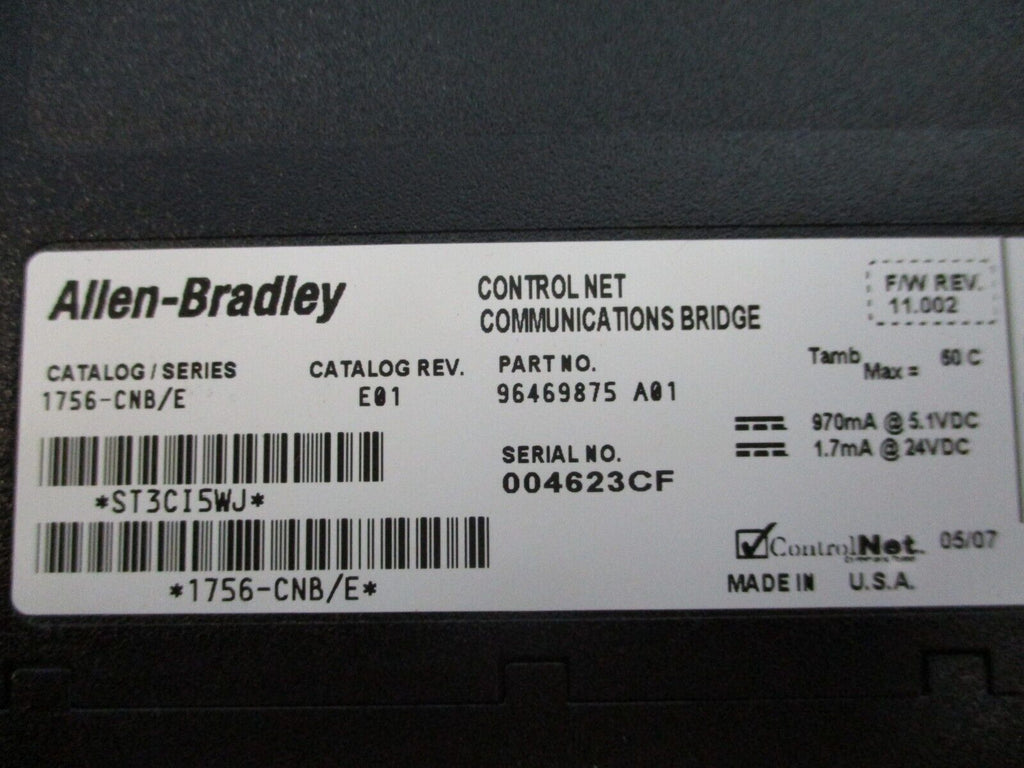 Allen-Bradley
CONTROL NET
COMMUNICATIONS BRIDGE
F/W REV.
11.002
CATALOG / SERIES
1756-CNB/E
CATALOG REV.
E01
PART NO.
96469875 A01
Tamb Max = 60 C
970mA @ 5.1VDC
1.7mA @ 24VDC
SERIAL NO.
004623CF
*ST3CI5WJ*
*1756-CNB/E*
ControlNet
05/07
MADE IN U.S.A.